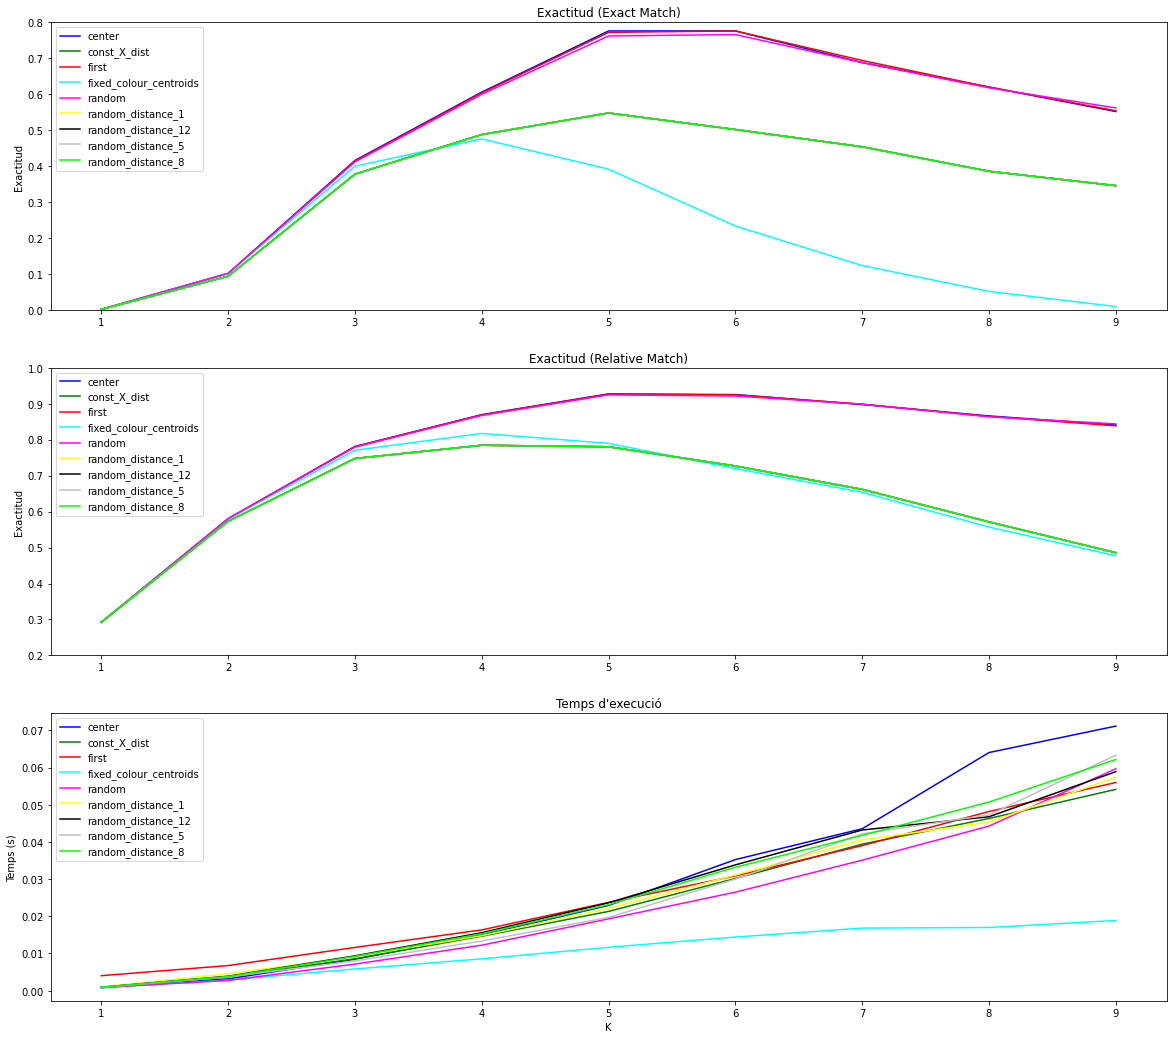 Exactitud (Exact Match)
0.8
0.7
0.6
0.5
0.4
0.3
0.2
0.1
0.0
Exactitud
center
const_X_dist
first
fixed_colour_centroids
random
random_distance_1
random_distance_12
random_distance_5
random_distance_8
1 2 3 4 5 6 7 8 9
Exactitud (Relative Match)
1.0
0.9
0.8
0.7
0.6
0.5
0.4
0.3
0.2
Exactitud
center
const_X_dist
first
fixed_colour_centroids
random
random_distance_1
random_distance_12
random_distance_5
random_distance_8
1 2 3 4 5 6 7 8 9
Temps d'execució
0.07
0.06
0.05
0.04
0.03
0.02
0.01
0.00
Temps (s)
center
const_X_dist
first
fixed_colour_centroids
random
random_distance_1
random_distance_12
random_distance_5
random_distance_8
1 2 3 4 5 6 7 8 9
K